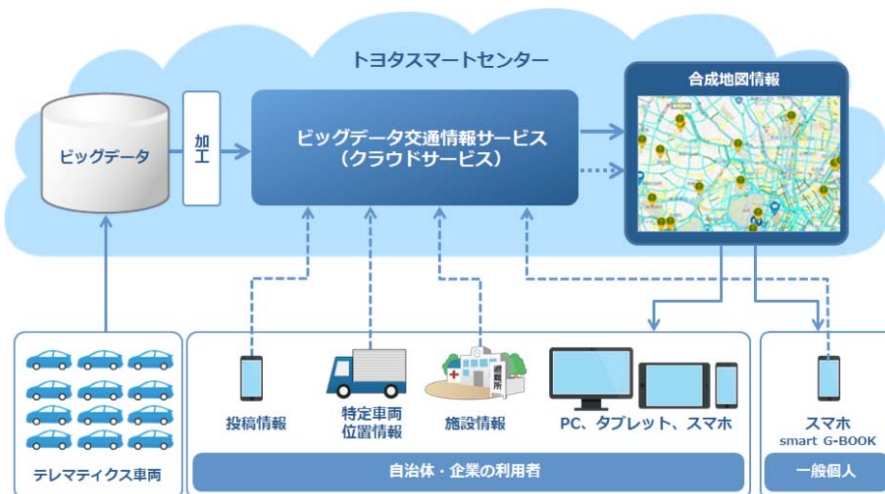 トヨタスマートセンター
合成地図情報
ビッグデータ
加工
ビッグデータ交通情報サービス
（クラウドサービス）
投稿情報
特定車両
位置情報
避難所
施設情報
PC、タブレット、スマホ
スマホ
smart G-BOOK
テレマティクス車両
自治体・企業の利用者
一般個人